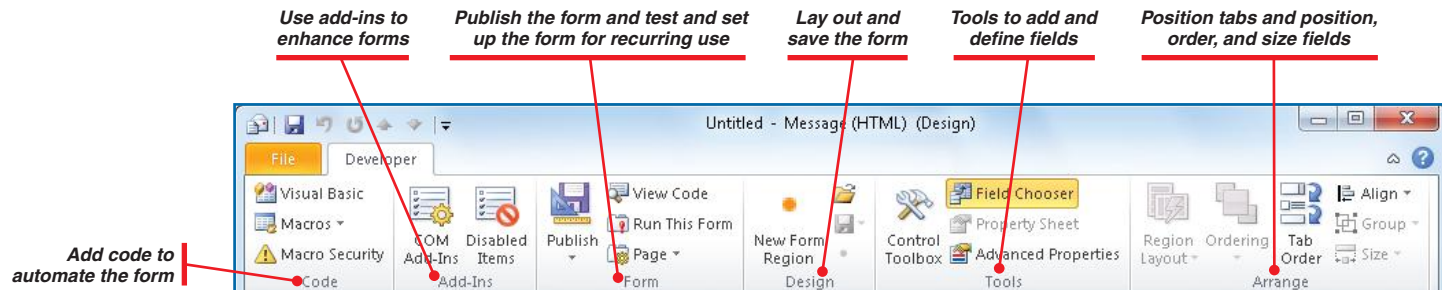 Use add-ins to
enhance forms
Publish the form and test and set
up the form for recurring use
Lay out and
save the form
Tools to add and
define fields
Position tabs and position,
order, and size fields
Untitled - Message (HTML) (Design)
File
Developer
Visual Basic
Macros
Macro Security
Code
COM
Add-Ins
Disabled
Items
Add-Ins
Publish
View Code
Run This Form
Page
Form
New Form
Region
Design
Control
Toolbox
Field Chooser
Property Sheet
Advanced Properties
Tools
Region
Layout
Ordering
Tab
Order
Align
Group
Size
Arrange
Add code to
automate the form